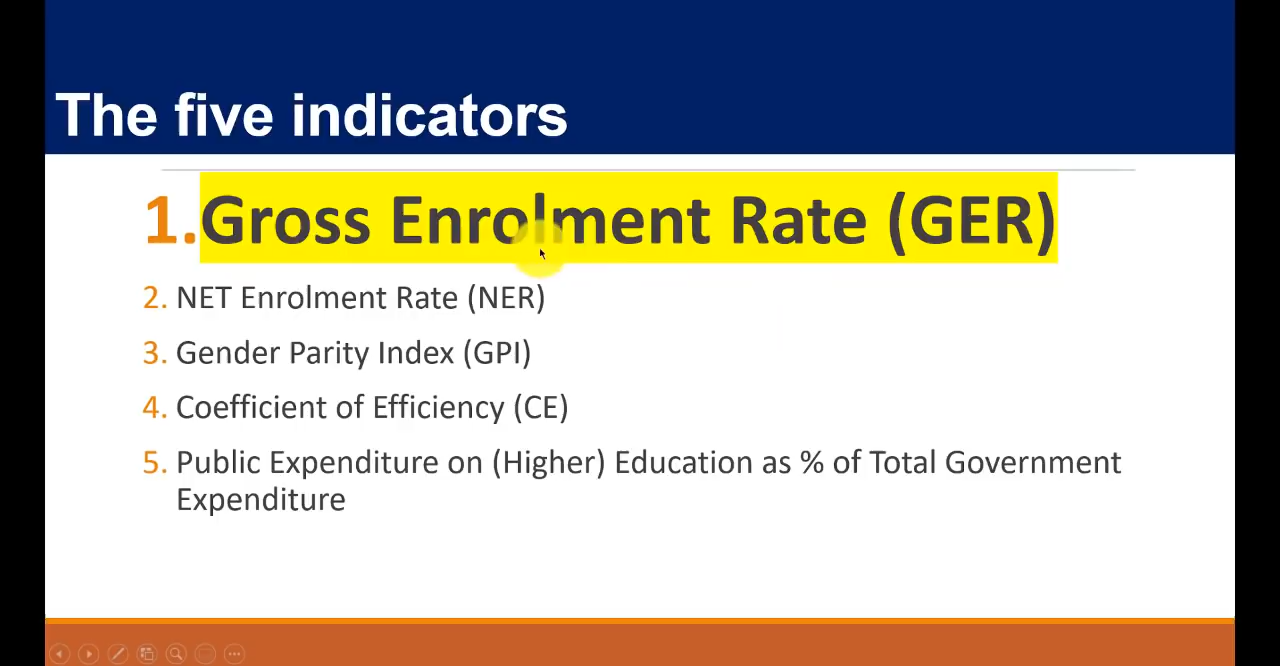 The five indicators
1. Gross Enrolment Rate (GER)
2. NET Enrolment Rate (NER)
3. Gender Parity Index (GPI)
4. Coefficient of Efficiency (CE)
5. Public Expenditure on (Higher) Education as % of Total Government
Expenditure